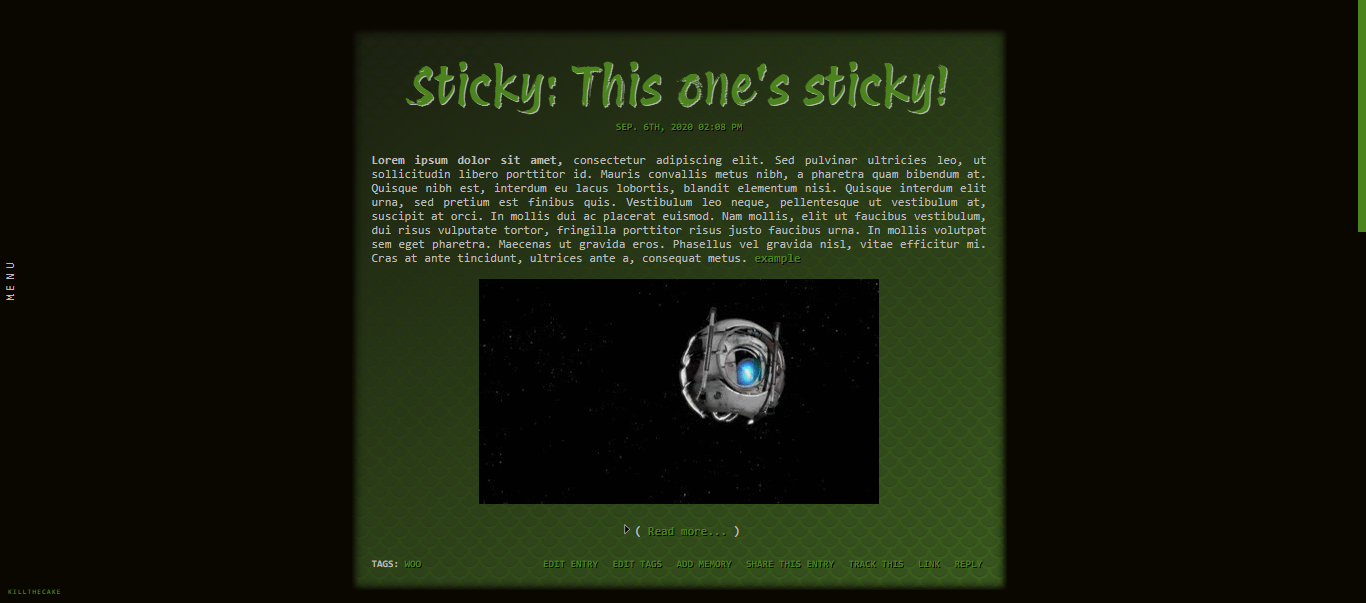 Sticky: This one's sticky!
SEP. 6TH, 2020 02:08 PM
Lorem ipsum dolor sit amet, consectetur adipiscing elit. Sed pulvinar ultricies leo, ut
sollicitudin libero porttitor id. Mauris convallis metus nibh, a pharetra quam bibendum at.
Quisque nibh est, interdum eu lacus lobortis, blandit elementum nisi. Quisque interdum elit
urna, sed pretium est finibus quis. Vestibulum leo neque, pellentesque ut vestibulum at,
suscipit at orci. In mollis dui ac placerat euismod. Nam mollis, elit ut faucibus vestibulum,
dui risus vulputate tortor, fringilla porttitor risus justo faucibus urna. In mollis volutpat
sem eget pharetra. Maecenas ut gravida eros. Phasellus vel gravida nisl, vitae efficitur mi.
Cras at ante tincidunt, ultrices ante a, consequat metus. example
MENU
( Read more... )
TAGS: WOO
EDIT ENTRY EDIT TAGS ADD MEMORY SHARE THIS ENTRY TRACK THIS LINK REPLY
KILLTHECAKE